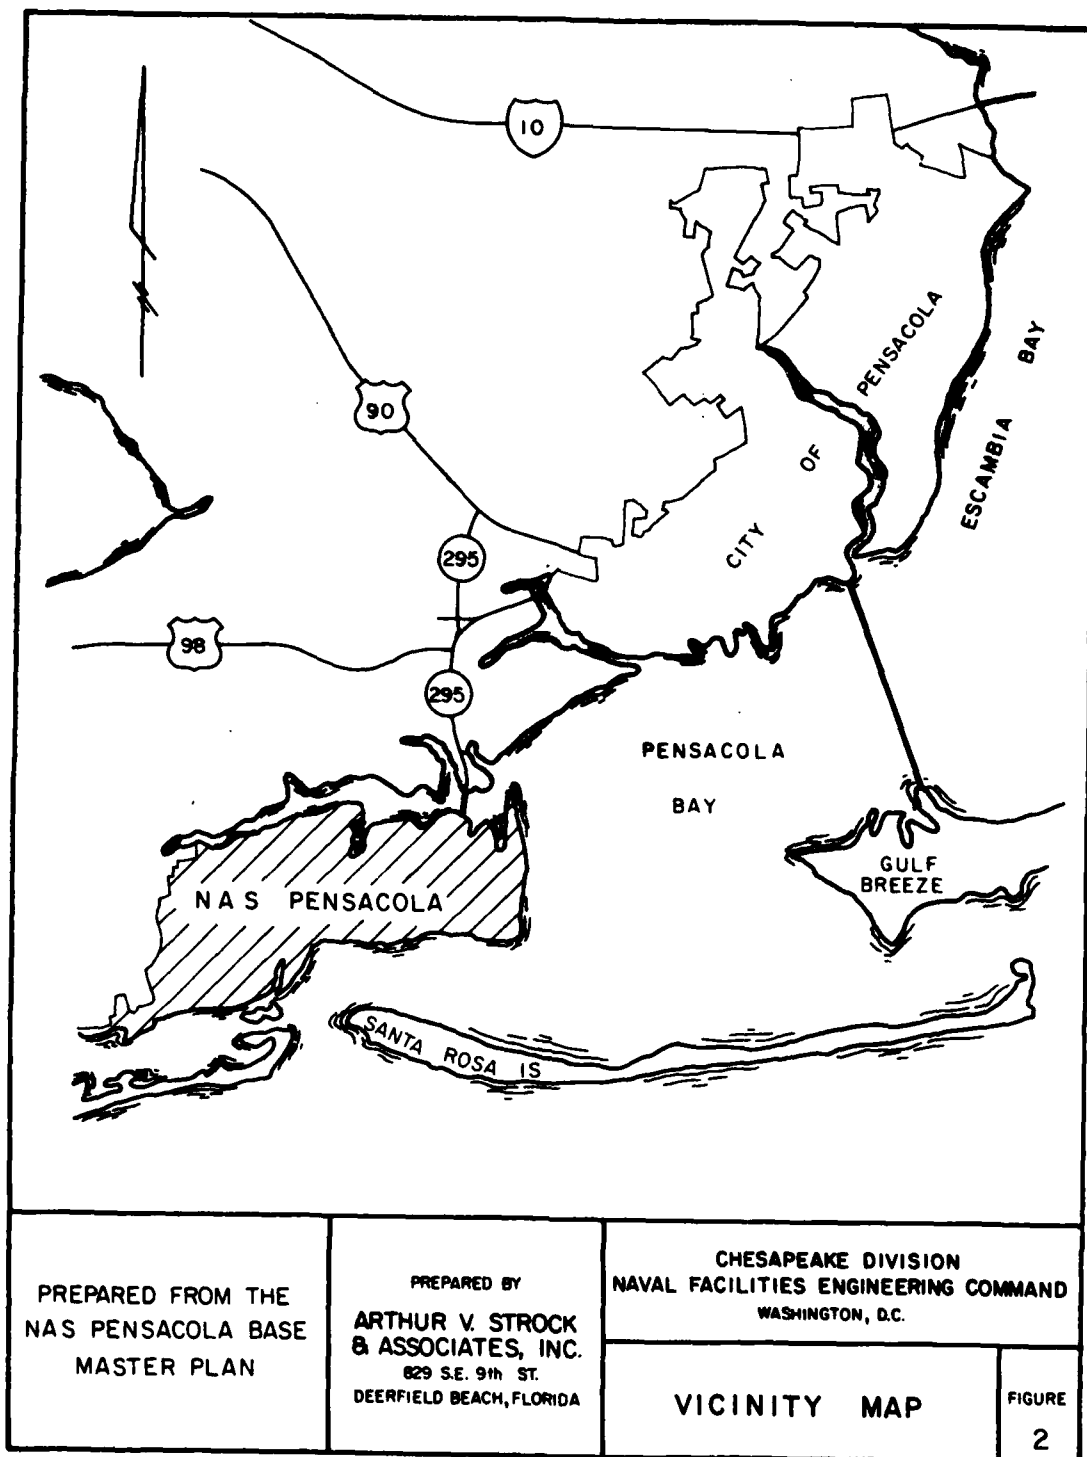 10
90
PENSACOLA
BAY
ESCAMBIA
OF
CITY
295
98
295
PENSACOLA
BAY
GULF
BREEZE
NAS PENSACOLA
SANTA ROSA IS
PREPARED FROM THE
NAS PENSACOLA BASE
MASTER PLAN
PREPARED BY
ARTHUR V. STROCK
& ASSOCIATES, INC.
829 S.E. 9th ST.
DEERFIELD BEACH, FLORIDA
CHESAPEAKE DIVISION
NAVAL FACILITIES ENGINEERING COMMAND
WASHINGTON, D.C.
VICINITY MAP
FIGURE
2